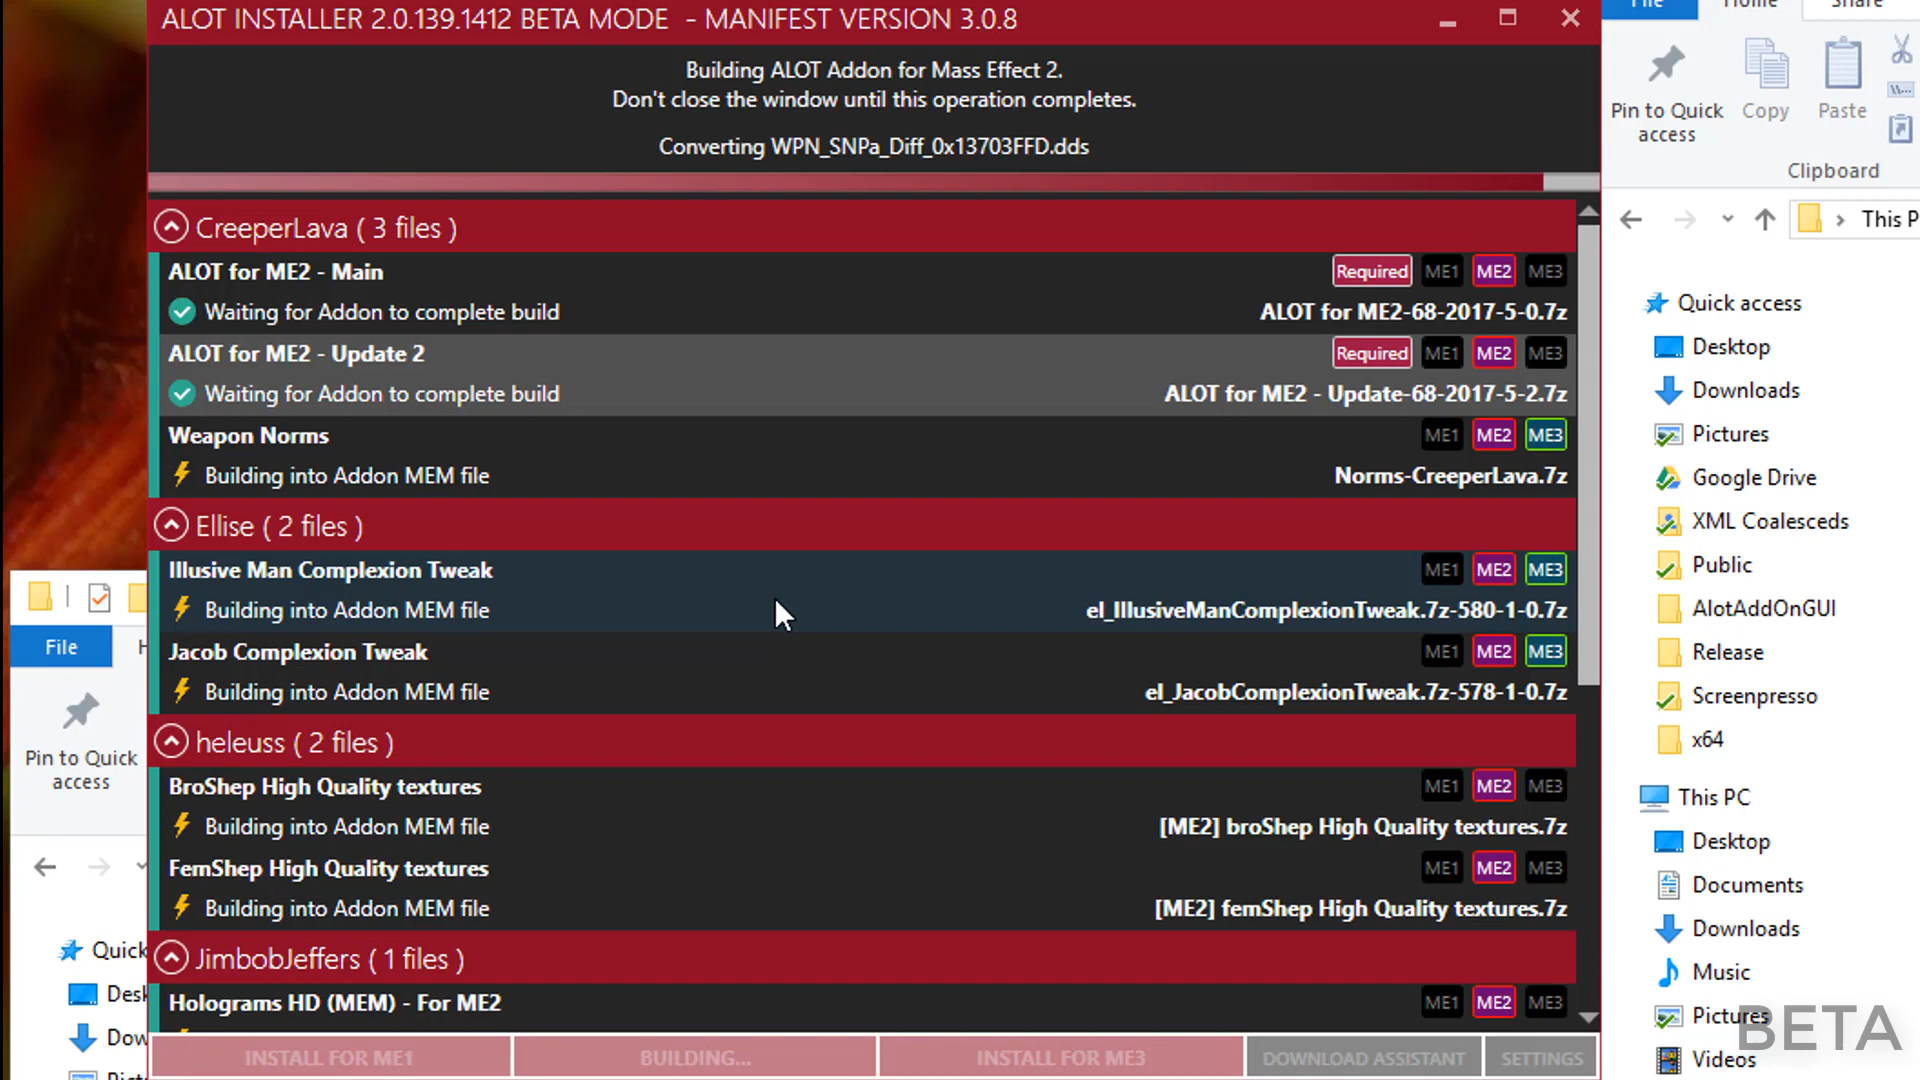 ALOT INSTALLER 2.0.139.1412 BETA MODE - MANIFEST VERSION 3.0.8
Building ALOT Addon for Mass Effect 2.
Don't close the window until this operation completes.
Converting WPN_SNPa_Diff_0x13703FFD.dds
CreeperLava ( 3 files )
ALOT for ME2 - Main
Required ME1 ME2 ME3
Waiting for Addon to complete build
ALOT for ME2-68-2017-5-0.7z
ALOT for ME2 - Update 2
Required ME1 ME2 ME3
Waiting for Addon to complete build
ALOT for ME2 - Update-68-2017-5-2.7z
Weapon Norms
ME1 ME2 ME3
Building into Addon MEM file
Norms-CreeperLava.7z
Ellise ( 2 files )
Illusive Man Complexion Tweak
ME1 ME2 ME3
Building into Addon MEM file
el_IllusiveManComplexionTweak.7z-580-1-0.7z
Jacob Complexion Tweak
ME1 ME2 ME3
Building into Addon MEM file
el_JacobComplexionTweak.7z-578-1-0.7z
heleuss ( 2 files )
BroShep High Quality textures
ME1 ME2 ME3
Building into Addon MEM file
[ME2] broShep High Quality textures.7z
FemShep High Quality textures
ME1 ME2 ME3
Building into Addon MEM file
[ME2] femShep High Quality textures.7z
JimbobJeffers ( 1 files )
Holograms HD (MEM) - For ME2
ME1 ME2 ME3
INSTALL FOR ME1
BUILDING...
INSTALL FOR ME3
DOWNLOAD ASSISTANT
SETTINGS
File
Pin to Quick
access
Quick
Desk
Dow
File Home Share
Pin to Quick
access
Copy
Paste
Clipboard
This P
Quick access
Desktop
Downloads
Pictures
Google Drive
XML Coalesceds
Public
AlotAddOnGUI
Release
Screenpresso
x64
This PC
Desktop
Documents
Downloads
Music
Pictures
Videos
BETA